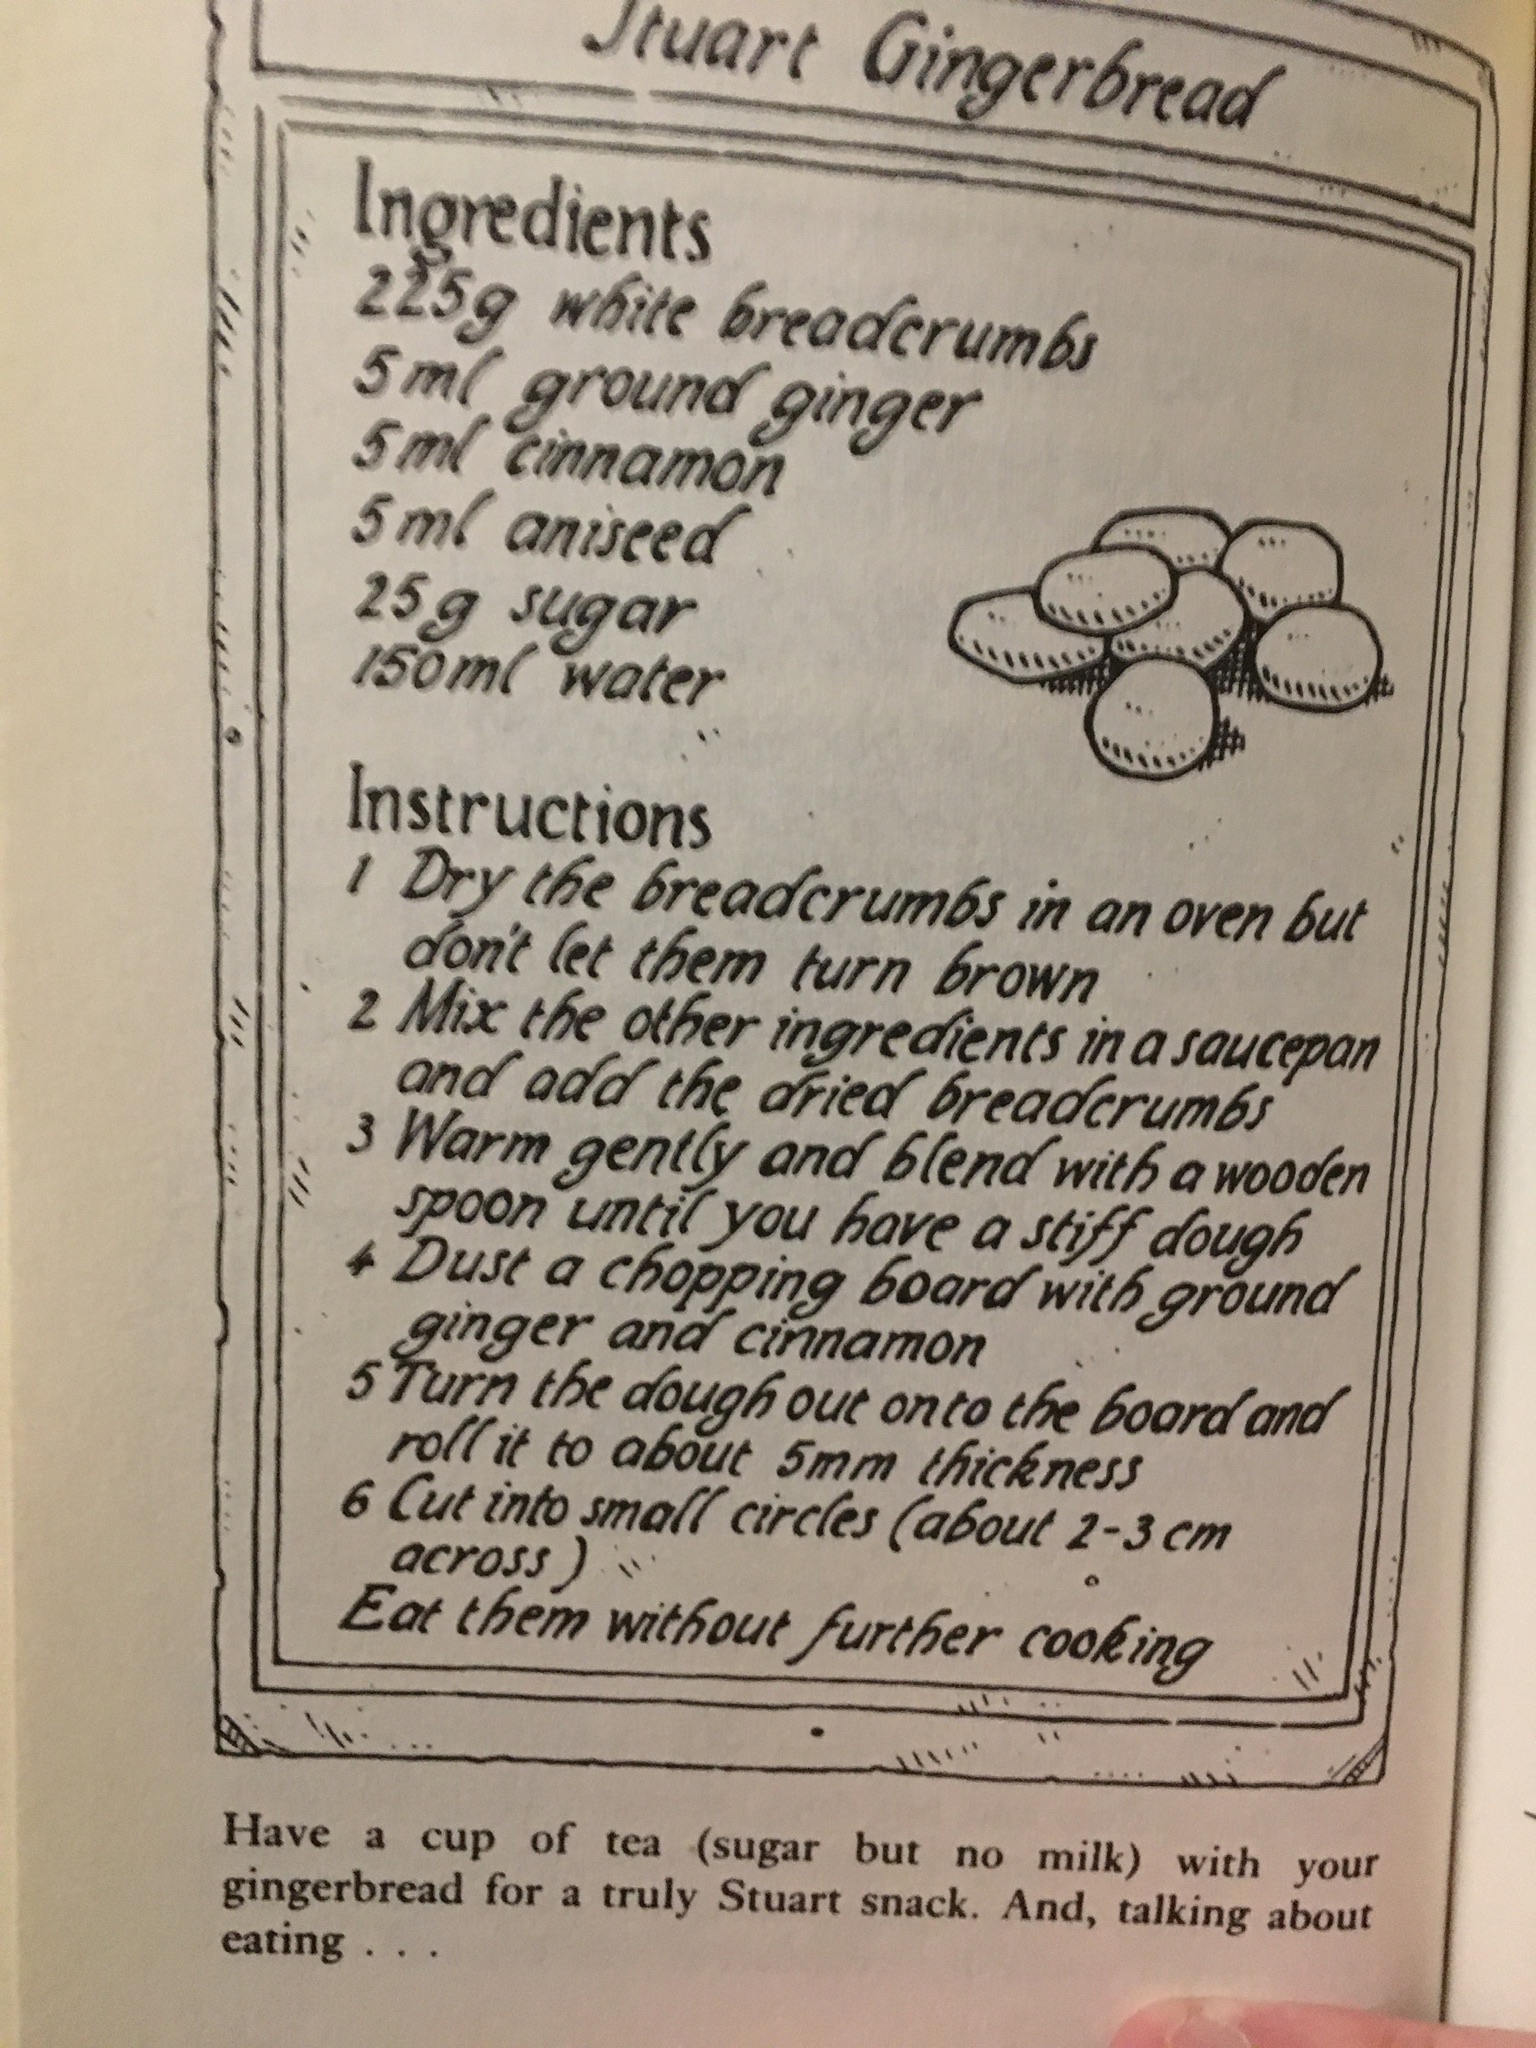 Stuart Gingerbread
Ingredients
225g white breadcrumbs
5ml ground ginger
5ml cinnamon
5ml aniseed
25g sugar
150ml water
Instructions
1 Dry the breadcrumbs in an oven but
don't let them turn brown
2 Mix the other ingredients in a saucepan
and add the dried breadcrumbs
3 Warm gently and blend with a wooden
spoon until you have a stiff dough
4 Dust a chopping board with ground
ginger and cinnamon
5 Turn the dough out onto the board and
roll it to about 5mm thickness
6 Cut into small circles (about 2-3 cm
across)
Eat them without further cooking
Have a cup of tea (sugar but no milk) with your
gingerbread for a truly Stuart snack. And, talking about
eating . . .